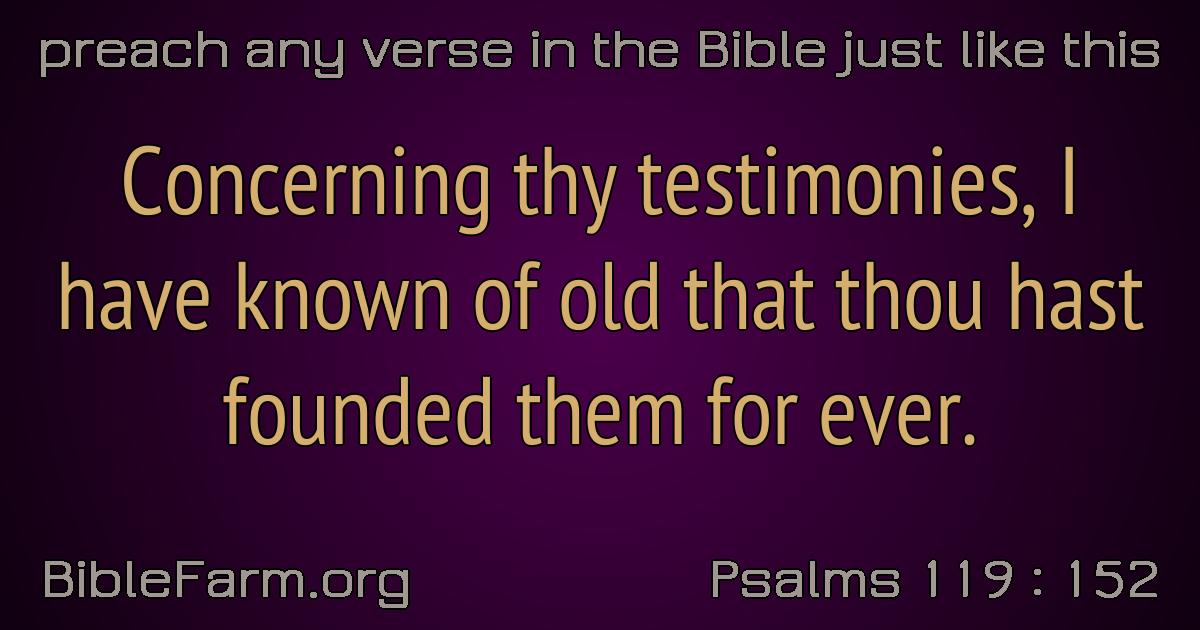 preach any verse in the Bible just like this
Concerning thy testimonies, I
have known of old that thou hast
founded them for ever.
BibleFarm.org
Psalms 119 : 152